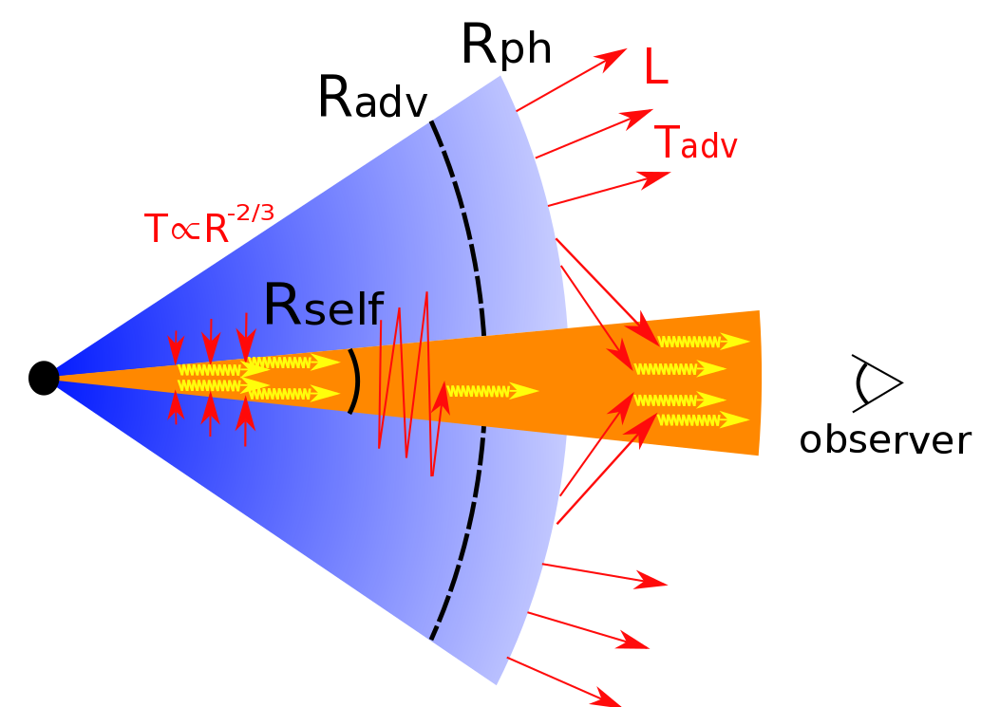 Rph
L
Radv
Tadv
T∝R-2/3
Rself
observer